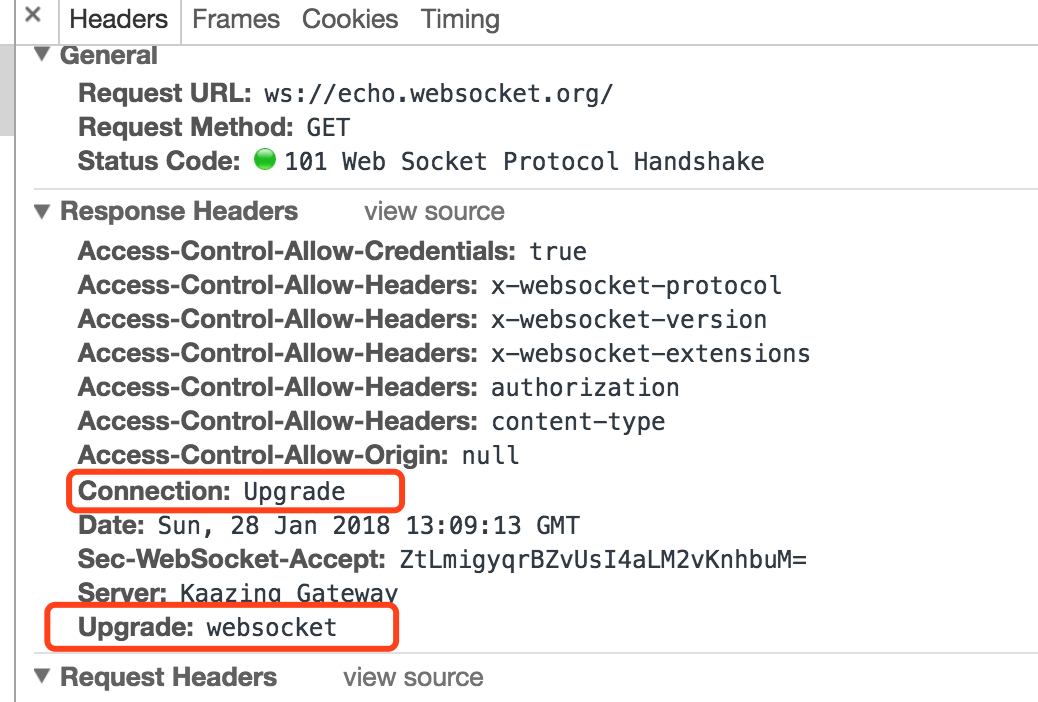 × Headers Frames Cookies Timing
▼ General
Request URL: ws://echo.websocket.org/
Request Method: GET
Status Code: 101 Web Socket Protocol Handshake
▼ Response Headers view source
Access-Control-Allow-Credentials: true
Access-Control-Allow-Headers: x-websocket-protocol
Access-Control-Allow-Headers: x-websocket-version
Access-Control-Allow-Headers: x-websocket-extensions
Access-Control-Allow-Headers: authorization
Access-Control-Allow-Headers: content-type
Access-Control-Allow-Origin: null
Connection: Upgrade
Date: Sun, 28 Jan 2018 13:09:13 GMT
Sec-WebSocket-Accept: ZtLmigyqrBZvUsI4aLM2vKnhbuM=
Server: Kaazing Gateway
Upgrade: websocket
▼ Request Headers view source